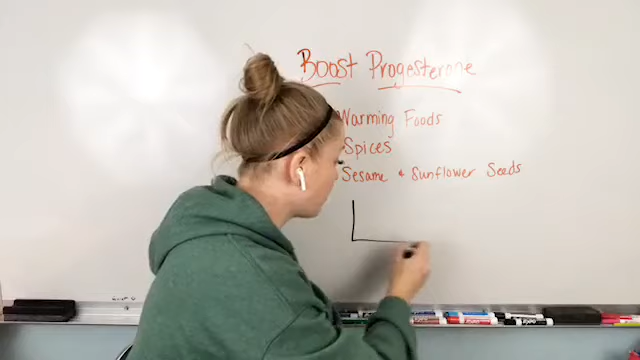 Boost Progesterone
Warming Foods
Spices
Sesame & Sunflower Seeds